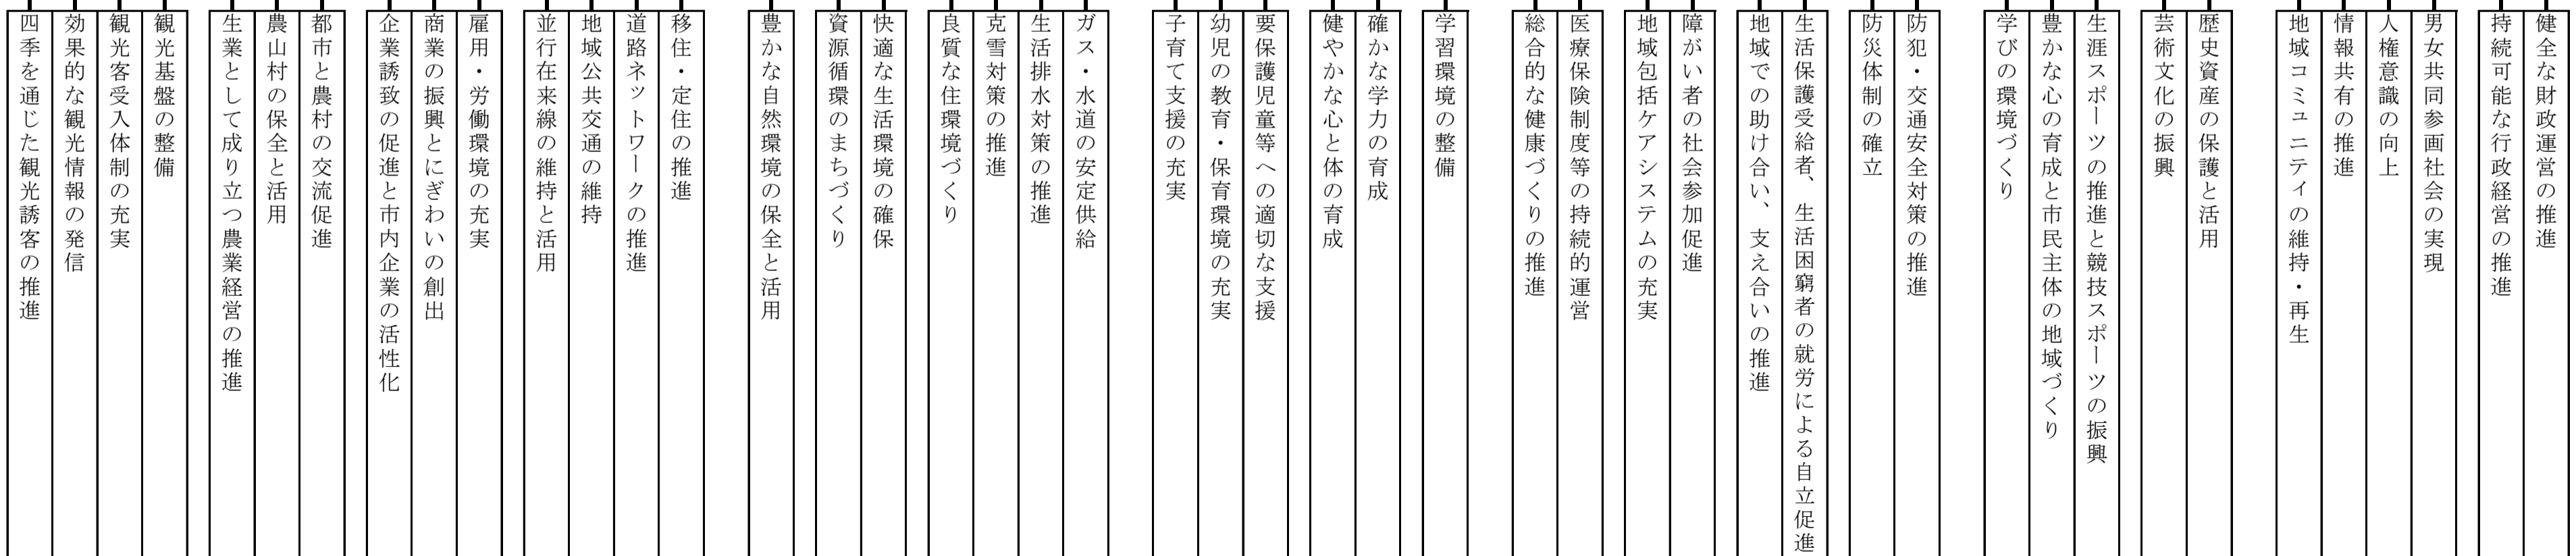 健全な財政運営の推進
持続可能な行政経営の推進
男女共同参画社会の実現
人権意識の向上
情報共有の推進
地域コミュニティの維持・再生
歴史資産の保護と活用
芸術文化の振興
生涯スポーツの推進と競技スポーツの振興
豊かな心の育成と市民主体の地域づくり
学びの環境づくり
防犯・交通安全対策の推進
防災体制の確立
生活保護受給者、生活困窮者の就労による自立促進
地域での助け合い、支え合いの推進
障がい者の社会参加促進
地域包括ケアシステムの充実
医療保険制度等の持続的運営
総合的な健康づくりの推進
学習環境の整備
確かな学力の育成
健やかな心と体の育成
要保護児童等への適切な支援
幼児の教育・保育環境の充実
子育て支援の充実
ガス・水道の安定供給
生活排水対策の推進
克雪対策の推進
良質な住環境づくり
快適な生活環境の確保
資源循環のまちづくり
豊かな自然環境の保全と活用
移住・定住の推進
道路ネットワークの推進
地域公共交通の維持
並行在来線の維持と活用
雇用・労働環境の充実
商業の振興とにぎわいの創出
企業誘致の促進と市内企業の活性化
都市と農村の交流促進
農山村の保全と活用
生業として成り立つ農業経営の推進
観光基盤の整備
観光客受入体制の充実
効果的な観光情報の発信
四季を通じた観光誘客の推進